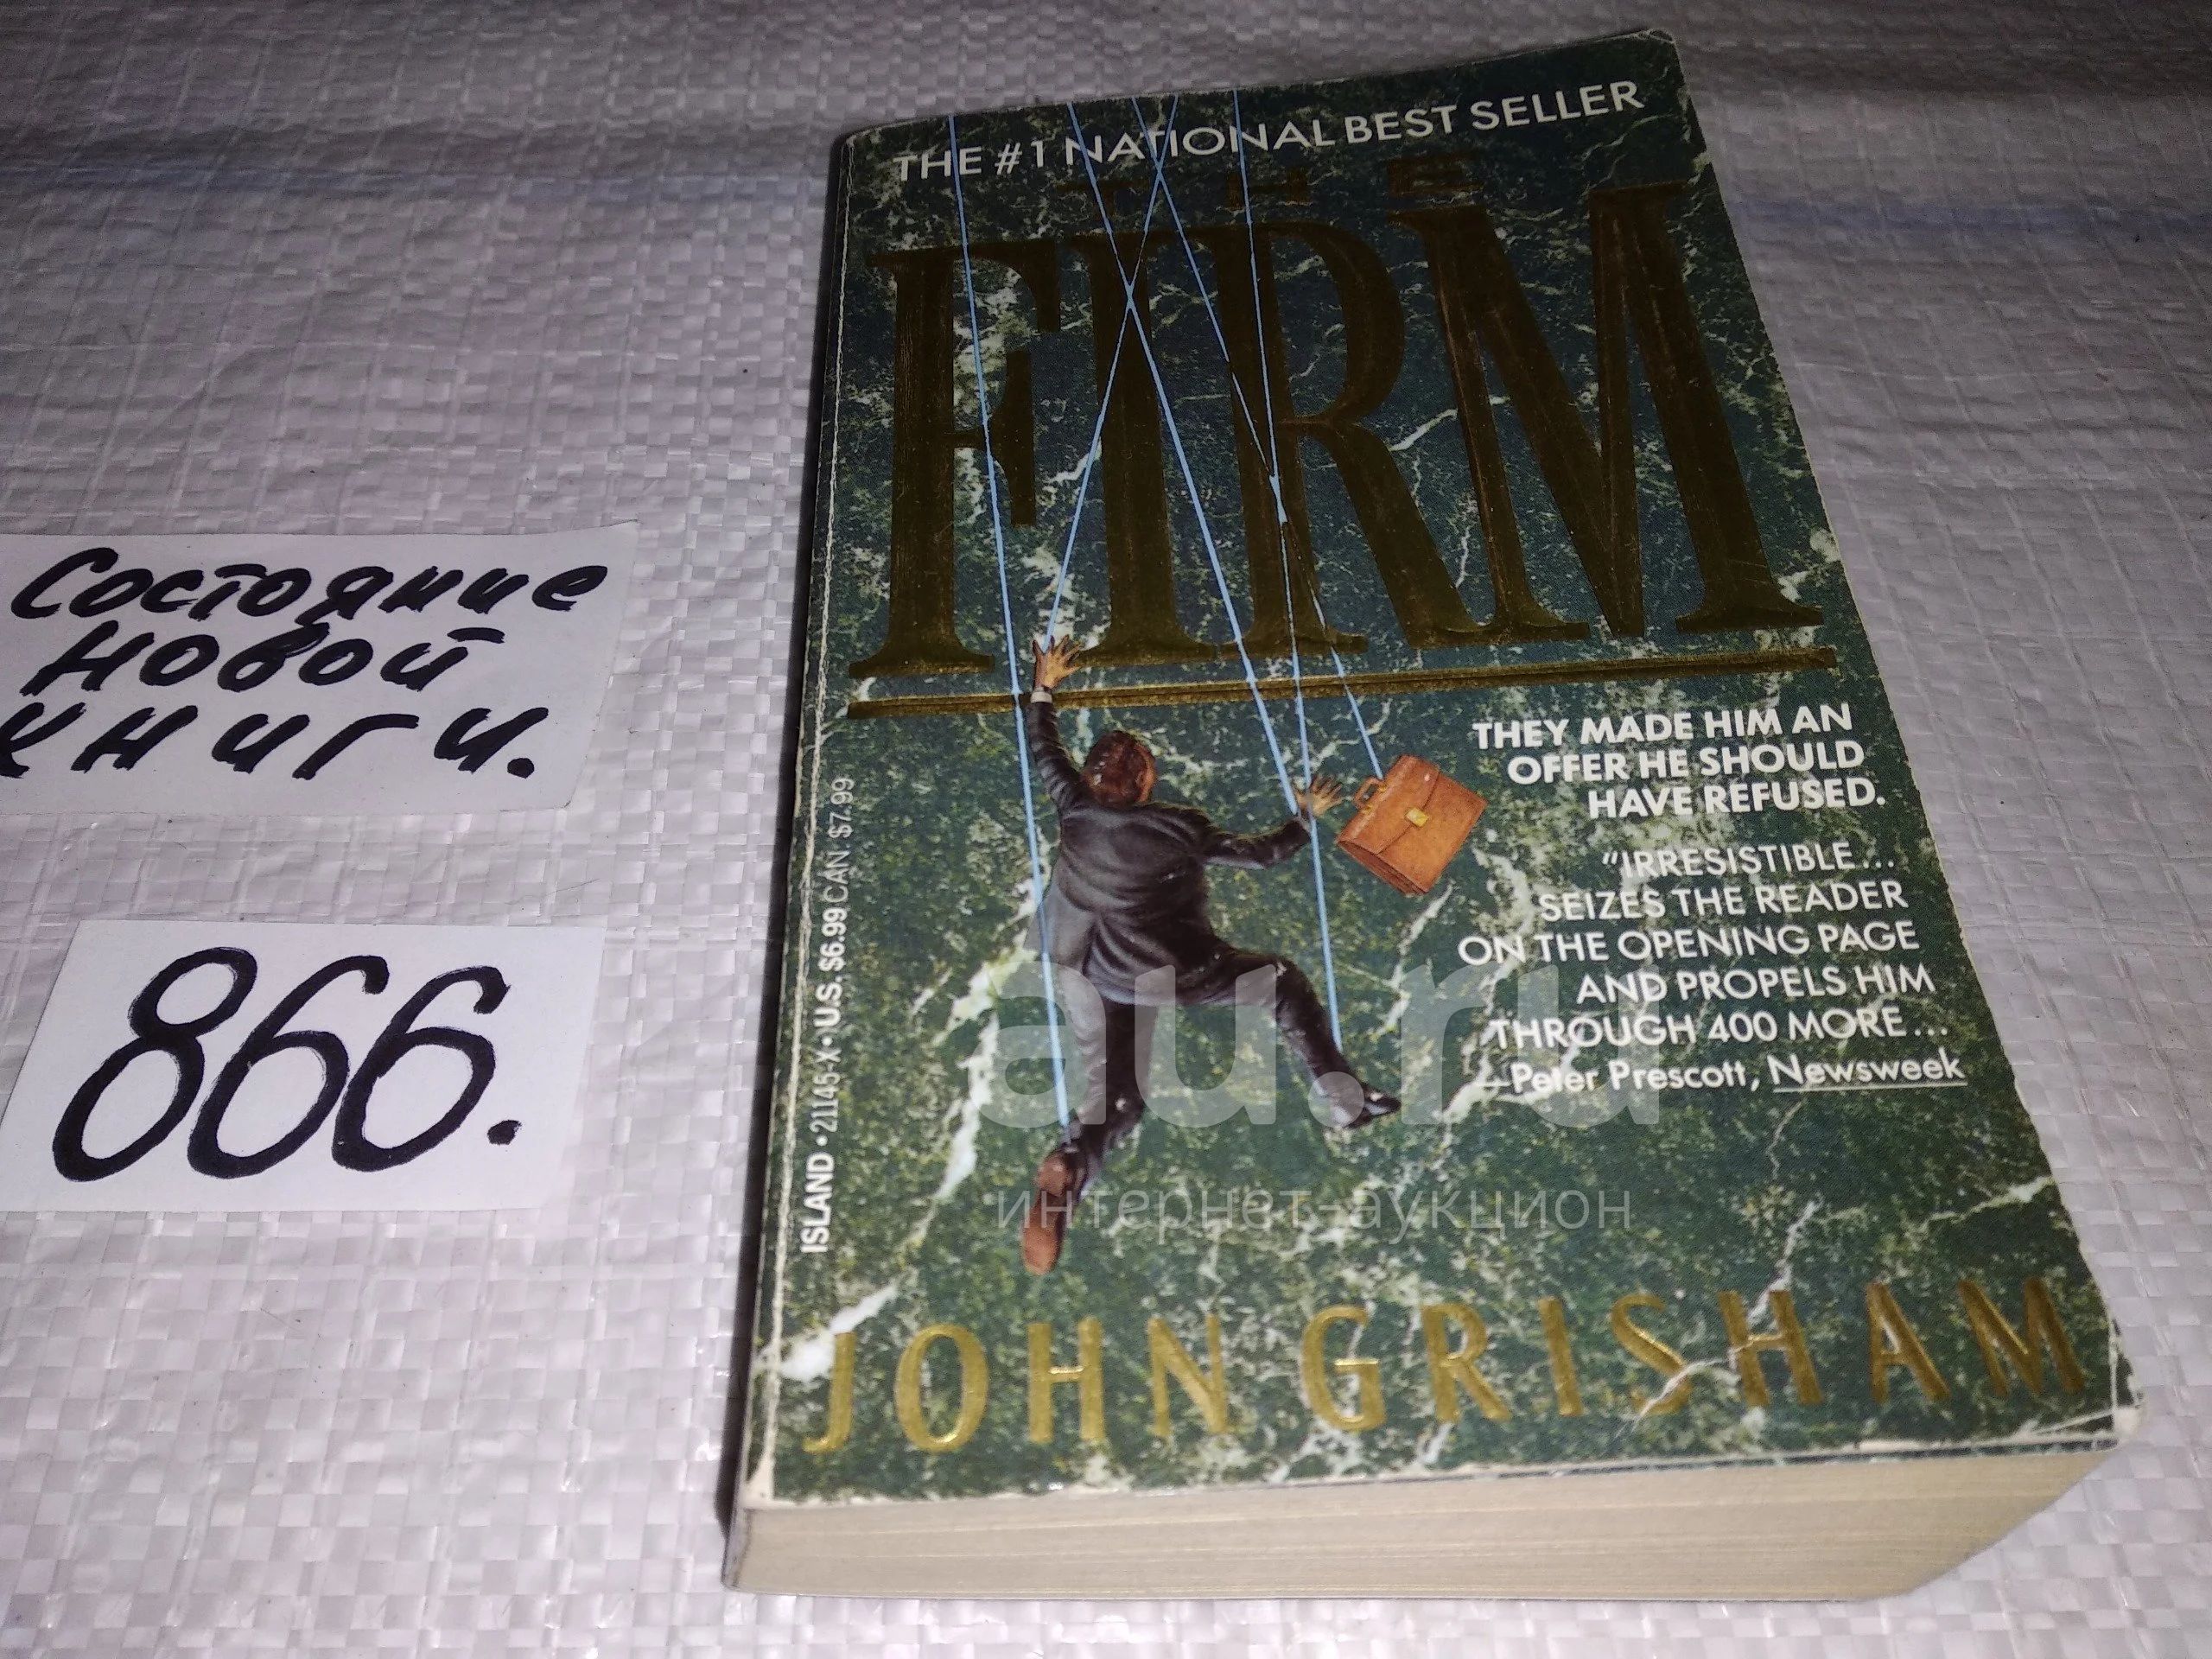 THE #1 NATIONAL BEST SELLER
THE
FIRM
THEY MADE HIM AN
OFFER HE SHOULD
HAVE REFUSED.
"IRRESISTIBLE...
SEIZES THE READER
ON THE OPENING PAGE
AND PROPELS HIM
THROUGH 400 MORE...
—Peter Prescott, Newsweek
JOHN GRISHAM
ISLAND • 21145-X • U.S. $6.99 CAN. $7.99
Состояние
новой
книги.
866.
au.ru
интернет-аукцион